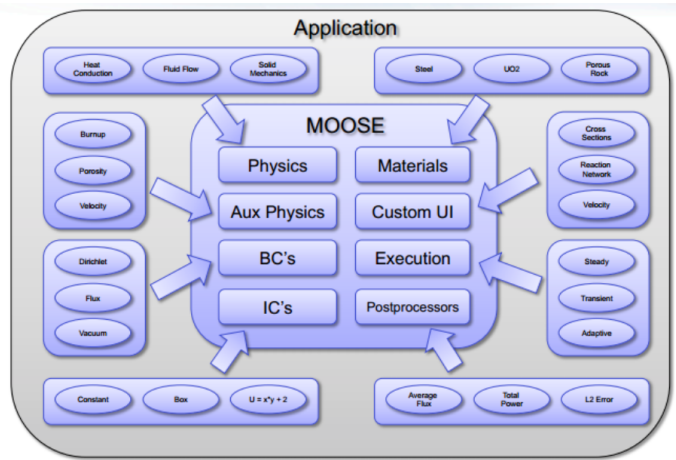 Application
Heat
Conduction
Fluid Flow
Solid
Mechanics
Steel
UO2
Porous
Rock
MOOSE
Burnup
Porosity
Velocity
Physics
Materials
Cross
Sections
Reaction
Network
Velocity
Aux Physics
Custom UI
Dirichlet
Flux
Vacuum
BC's
Execution
Steady
Transient
Adaptive
IC's
Postprocessors
Constant
Box
U = x*y + 2
Average
Flux
Total
Power
L2 Error